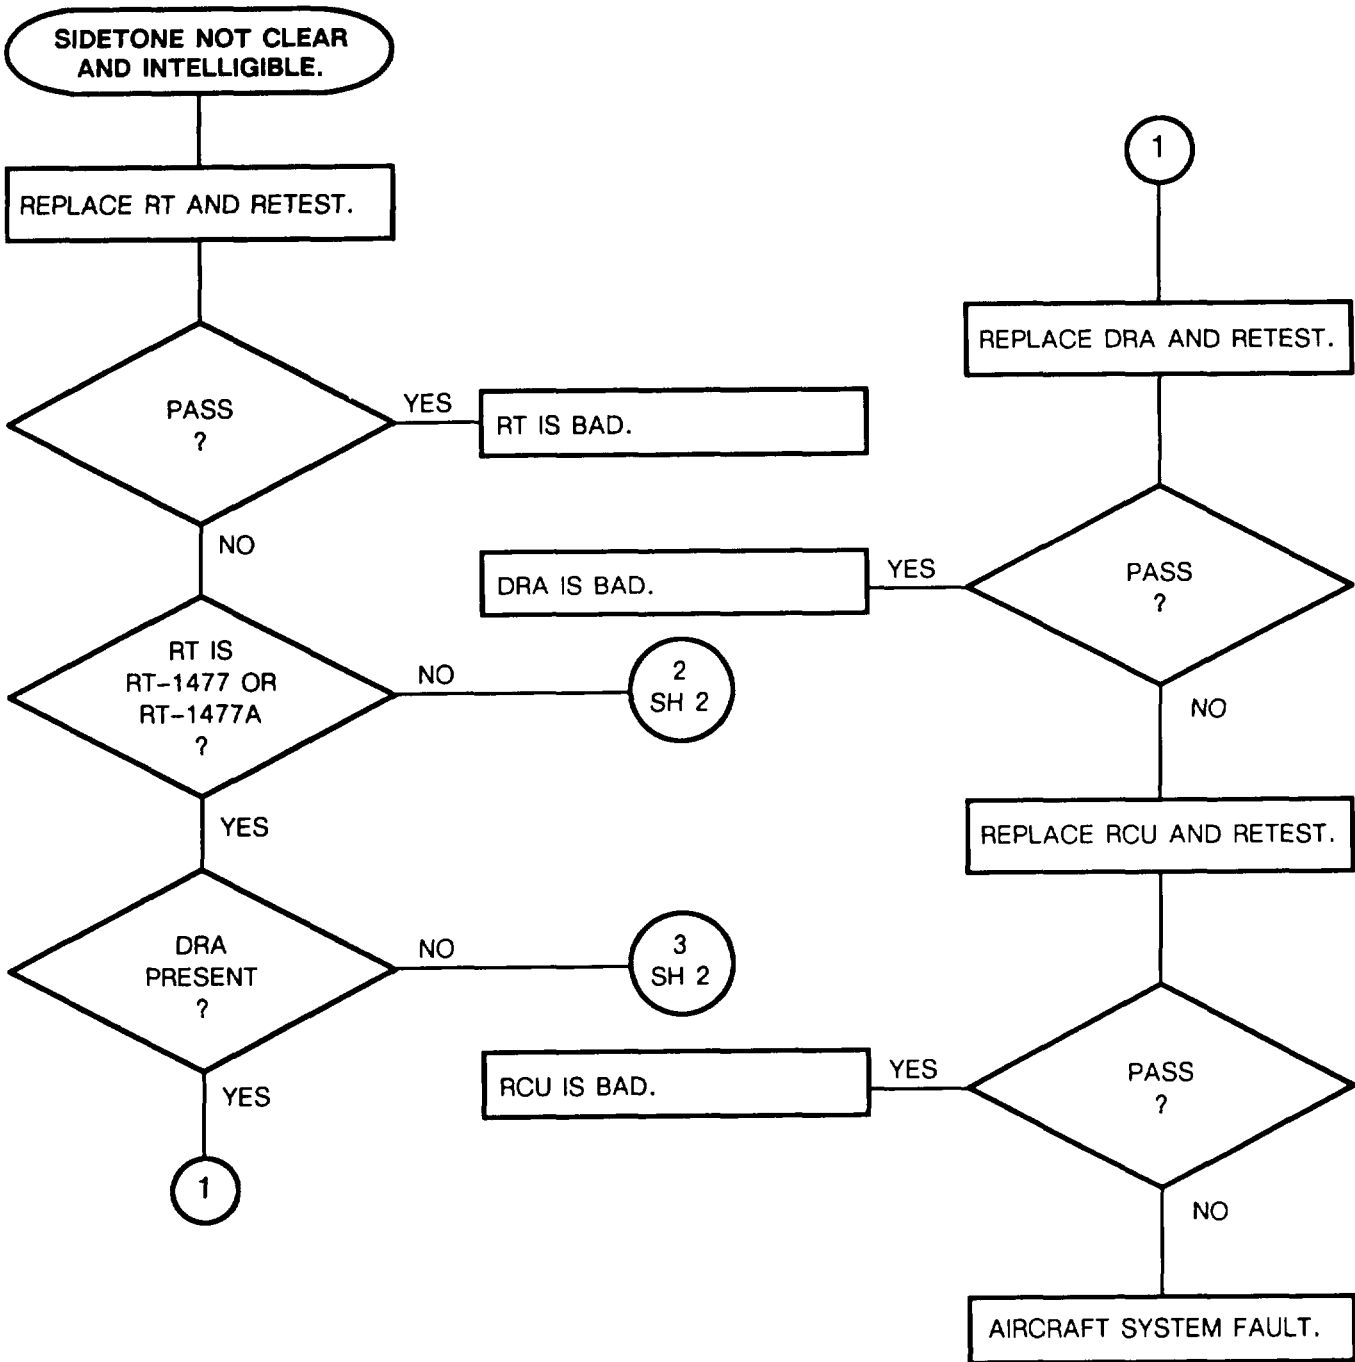 SIDETONE NOT CLEAR
AND INTELLIGIBLE.
REPLACE RT AND RETEST.
PASS
?
YES
RT IS BAD.
NO
RT IS
RT-1477 OR
RT-1477A
?
NO
2
SH 2
YES
DRA
PRESENT
?
NO
3
SH 2
YES
1
1
REPLACE DRA AND RETEST.
PASS
?
YES
DRA IS BAD.
NO
REPLACE RCU AND RETEST.
PASS
?
YES
RCU IS BAD.
NO
AIRCRAFT SYSTEM FAULT.